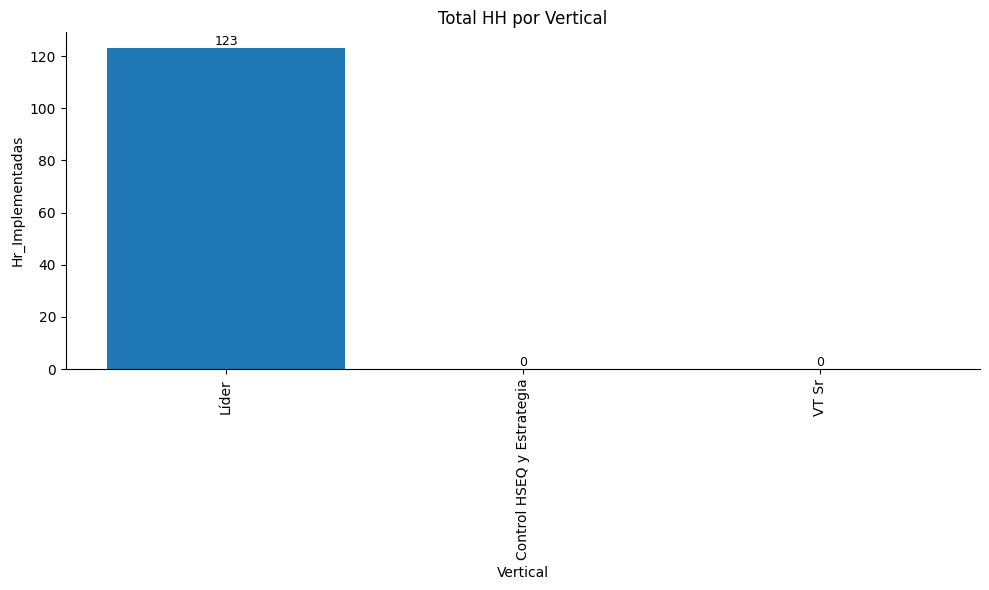 Total HH por Vertical
Hr_Implementadas
120
100
80
60
40
20
0
123
0
0
Líder
Control HSEQ y Estrategia
VT Sr
Vertical